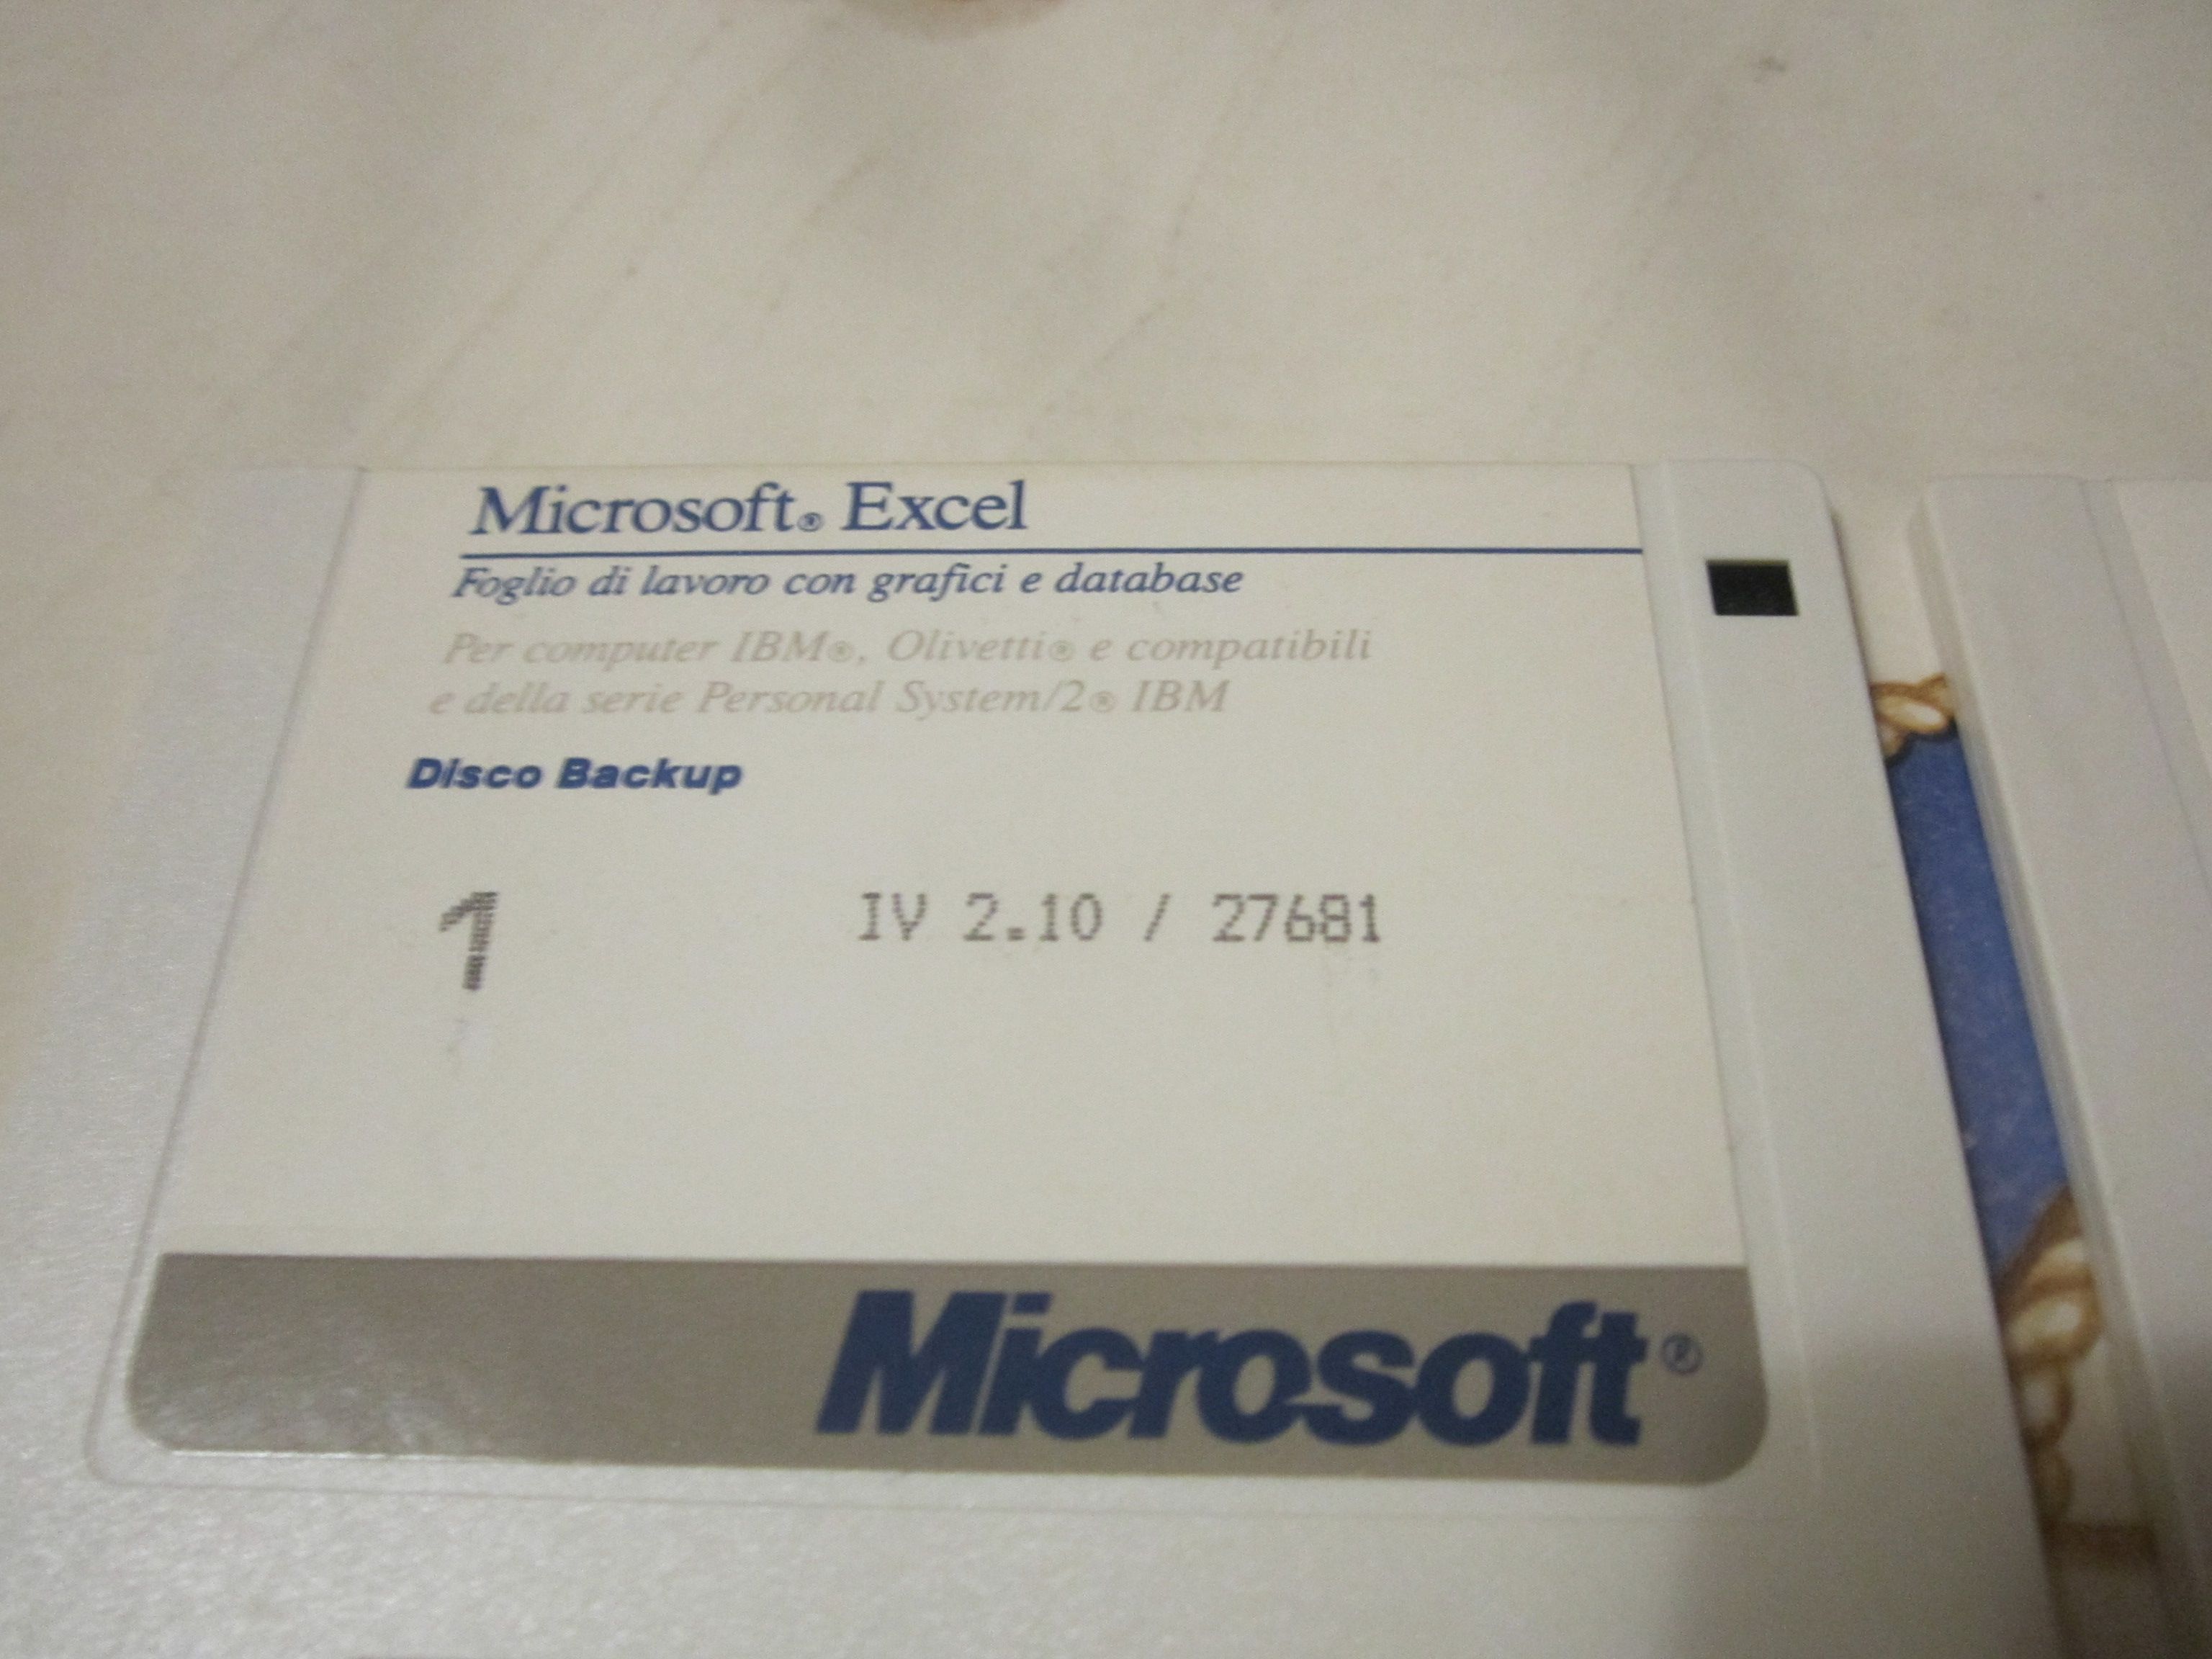 Microsoft® Excel
Foglio di lavoro con grafici e database
Per computer IBM®, Olivetti® e compatibili
e della serie Personal System/2® IBM
Disco Backup
1 IV 2.10 / 27681
Microsoft®